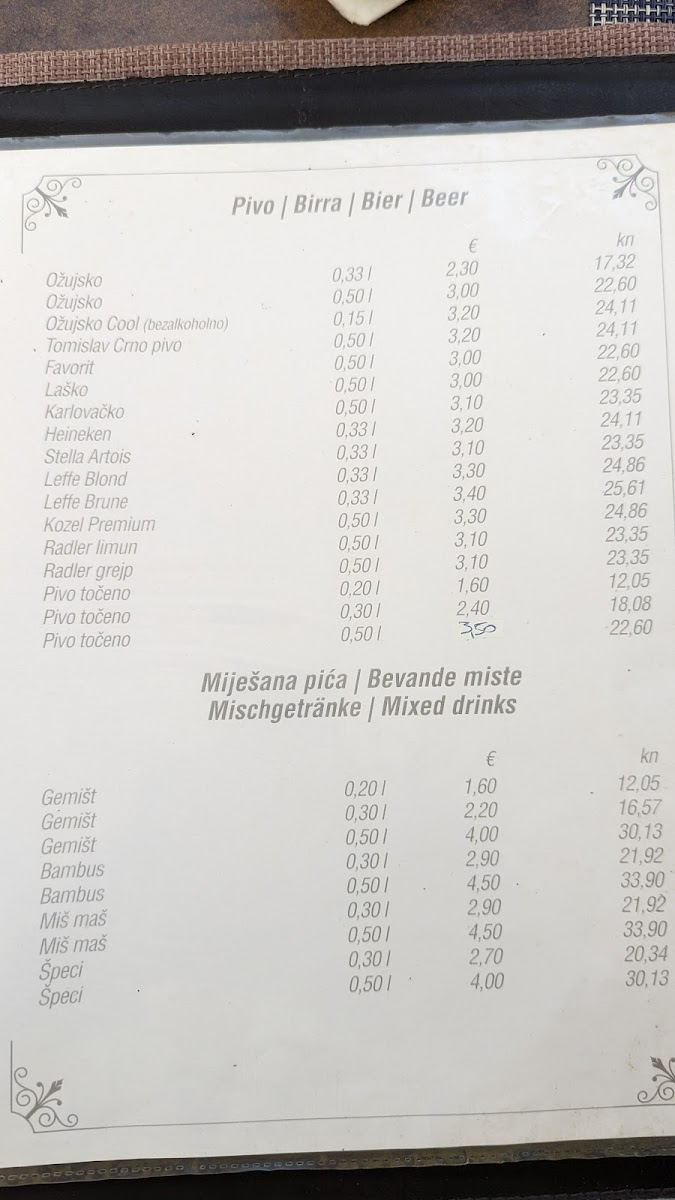 Pivo | Birra | Bier | Beer
€ kn
Ožujsko 0,33 l 2,30 17,32
Ožujsko 0,50 l 3,00 22,60
Ožujsko Cool (bezalkoholno) 0,15 l 3,20 24,11
Tomislav Crno pivo 0,50 l 3,20 24,11
Favorit 0,50 l 3,00 22,60
Laško 0,50 l 3,00 22,60
Karlovačko 0,50 l 3,10 23,35
Heineken 0,33 l 3,20 24,11
Stella Artois 0,33 l 3,10 23,35
Leffe Blond 0,33 l 3,30 24,86
Leffe Brune 0,33 l 3,40 25,61
Kozel Premium 0,50 l 3,30 24,86
Radler limun 0,50 l 3,10 23,35
Radler grejp 0,50 l 3,10 23,35
Pivo točeno 0,20 l 1,60 12,05
Pivo točeno 0,30 l 2,40 18,08
Pivo točeno 0,50 l 3,50 22,60
Miješana pića | Bevande miste
Mischgetränke | Mixed drinks
€ kn
Gemišt 0,20 l 1,60 12,05
Gemišt 0,30 l 2,20 16,57
Gemišt 0,50 l 4,00 30,13
Bambus 0,30 l 2,90 21,92
Bambus 0,50 l 4,50 33,90
Miš maš 0,30 l 2,90 21,92
Miš maš 0,50 l 4,50 33,90
Špeci 0,30 l 2,70 20,34
Špeci 0,50 l 4,00 30,13